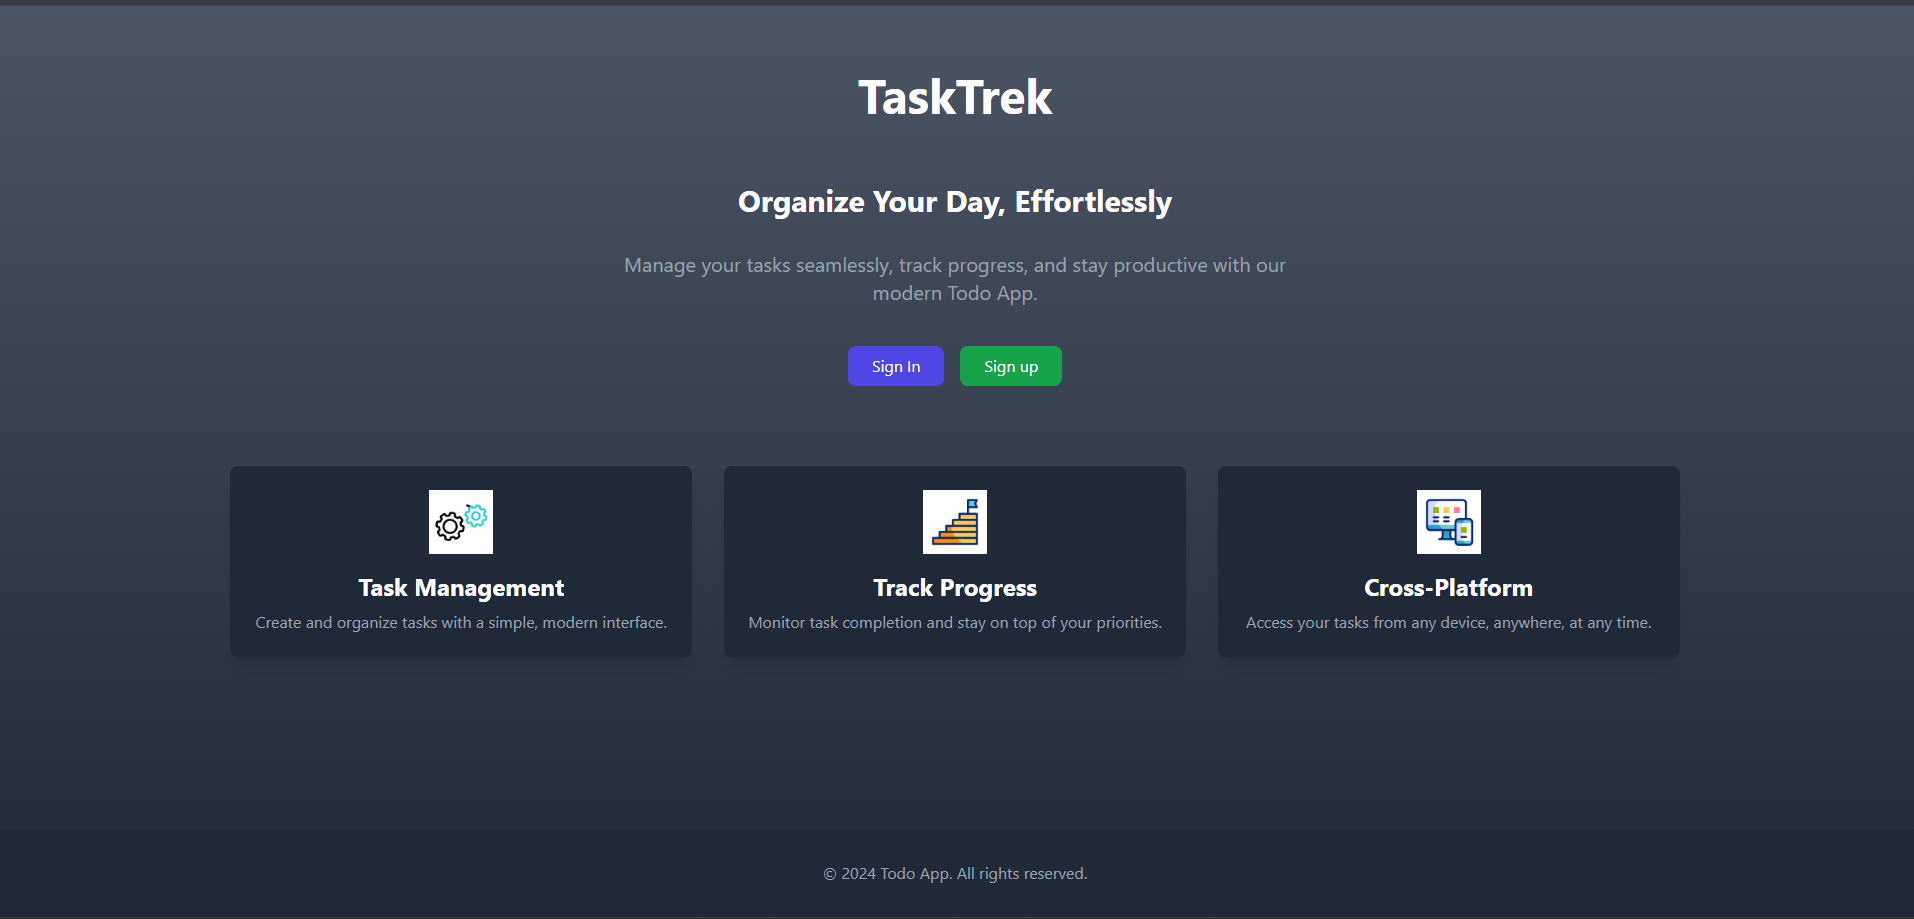 TaskTrek
Organize Your Day, Effortlessly
Manage your tasks seamlessly, track progress, and stay productive with our
modern Todo App.
Sign In
Sign up
Task Management
Create and organize tasks with a simple, modern interface.
Track Progress
Monitor task completion and stay on top of your priorities.
Cross-Platform
Access your tasks from any device, anywhere, at any time.
© 2024 Todo App. All rights reserved.